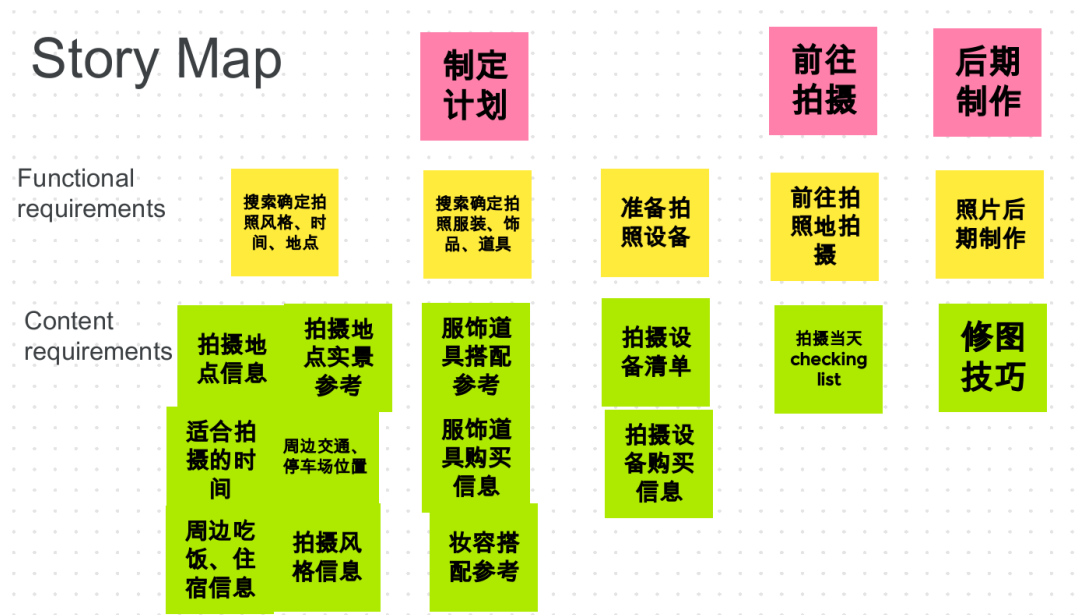 Story Map
制定
计划
前往
拍摄
后期
制作
Functional
requirements
搜索确定拍
照风格、时
间、地点
搜索确定拍
照服装、饰
品、道具
准备拍
照设备
前往拍
照地拍
摄
照片后
期制作
Content
requirements
拍摄地
点信息
拍摄地
点实景
参考
服饰道
具搭配
参考
拍摄设
备清单
拍摄当天
checking
list
修图
技巧
适合拍
摄的时
间
周边交通、
停车场位置
服饰道
具购买
信息
拍摄设
备购买
信息
周边吃
饭、住
宿信息
拍摄风
格信息
妆容搭
配参考